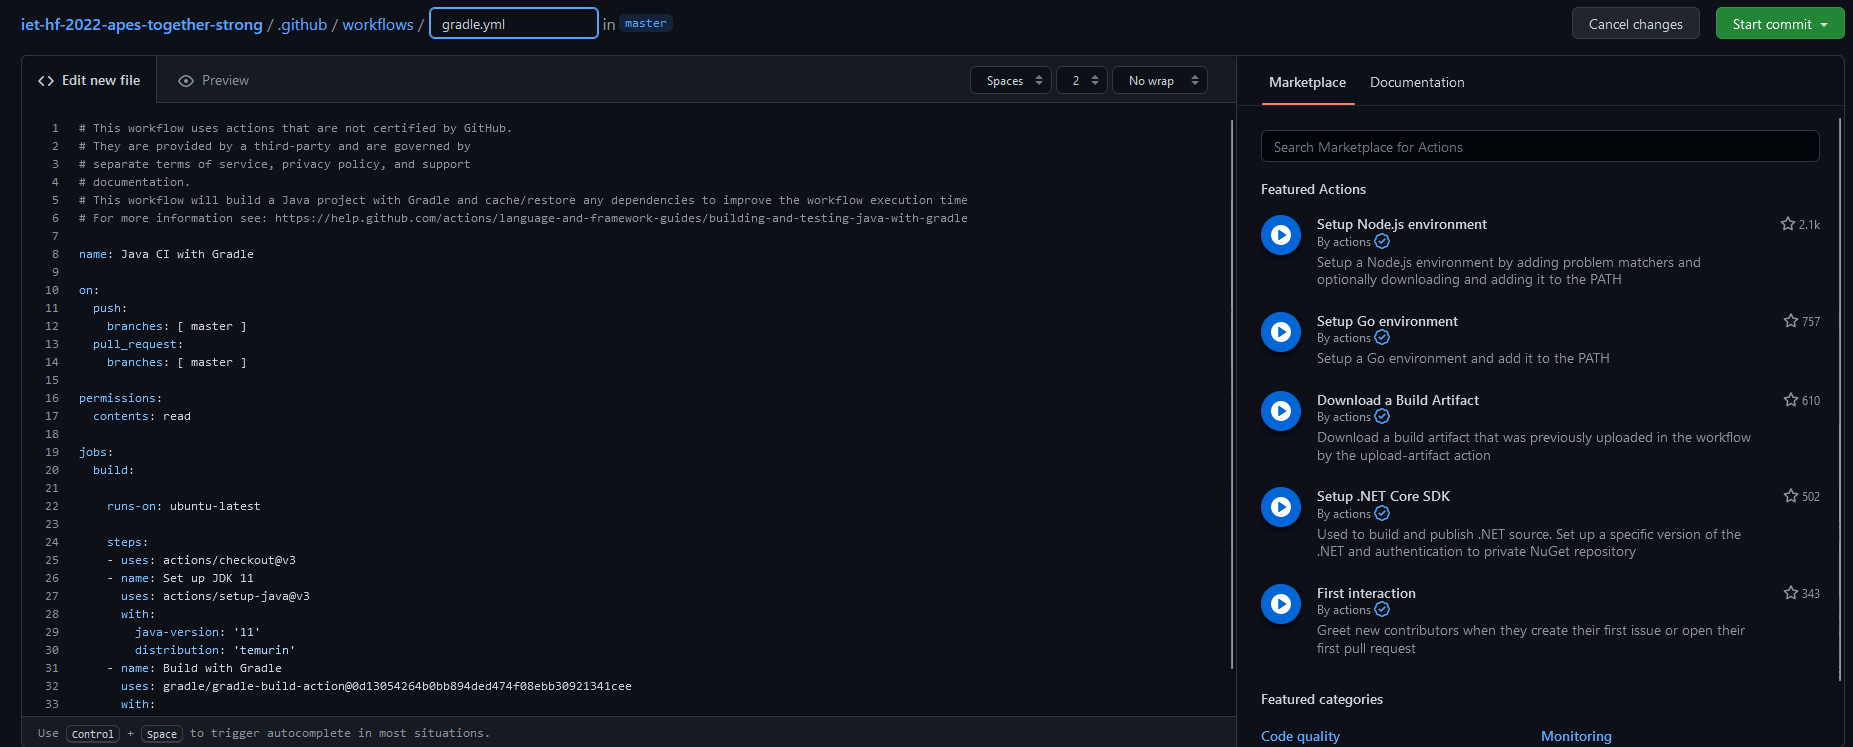 iet-hf-2022-apes-together-strong / .github / workflows / gradle.yml in master
Cancel changes
Start commit
Edit new file
Preview
Spaces
2
No wrap
1 # This workflow uses actions that are not certified by GitHub.
2 # They are provided by a third-party and are governed by
3 # separate terms of service, privacy policy, and support
4 # documentation.
5 # This workflow will build a Java project with Gradle and cache/restore any dependencies to improve the workflow execution time
6 # For more information see: https://help.github.com/actions/language-and-framework-guides/building-and-testing-java-with-gradle
7
8 name: Java CI with Gradle
9
10 on:
11   push:
12     branches: [ master ]
13   pull_request:
14     branches: [ master ]
15
16 permissions:
17   contents: read
18
19 jobs:
20   build:
21
22     runs-on: ubuntu-latest
23
24     steps:
25     - uses: actions/checkout@v3
26     - name: Set up JDK 11
27       uses: actions/setup-java@v3
28       with:
29         java-version: '11'
30         distribution: 'temurin'
31     - name: Build with Gradle
32       uses: gradle/gradle-build-action@0d13054264b0bb894ded474f08ebb30921341cee
33       with:
Use Control + Space to trigger autocomplete in most situations.
Marketplace
Documentation
Search Marketplace for Actions
Featured Actions
Setup Node.js environment
2.1k
By actions
Setup a Node.js environment by adding problem matchers and
optionally downloading and adding it to the PATH
Setup Go environment
757
By actions
Setup a Go environment and add it to the PATH
Download a Build Artifact
610
By actions
Download a build artifact that was previously uploaded in the workflow
by the upload-artifact action
Setup .NET Core SDK
502
By actions
Used to build and publish .NET source. Set up a specific version of the
.NET and authentication to private NuGet repository
First interaction
343
By actions
Greet new contributors when they create their first issue or open their
first pull request
Featured categories
Code quality
Monitoring